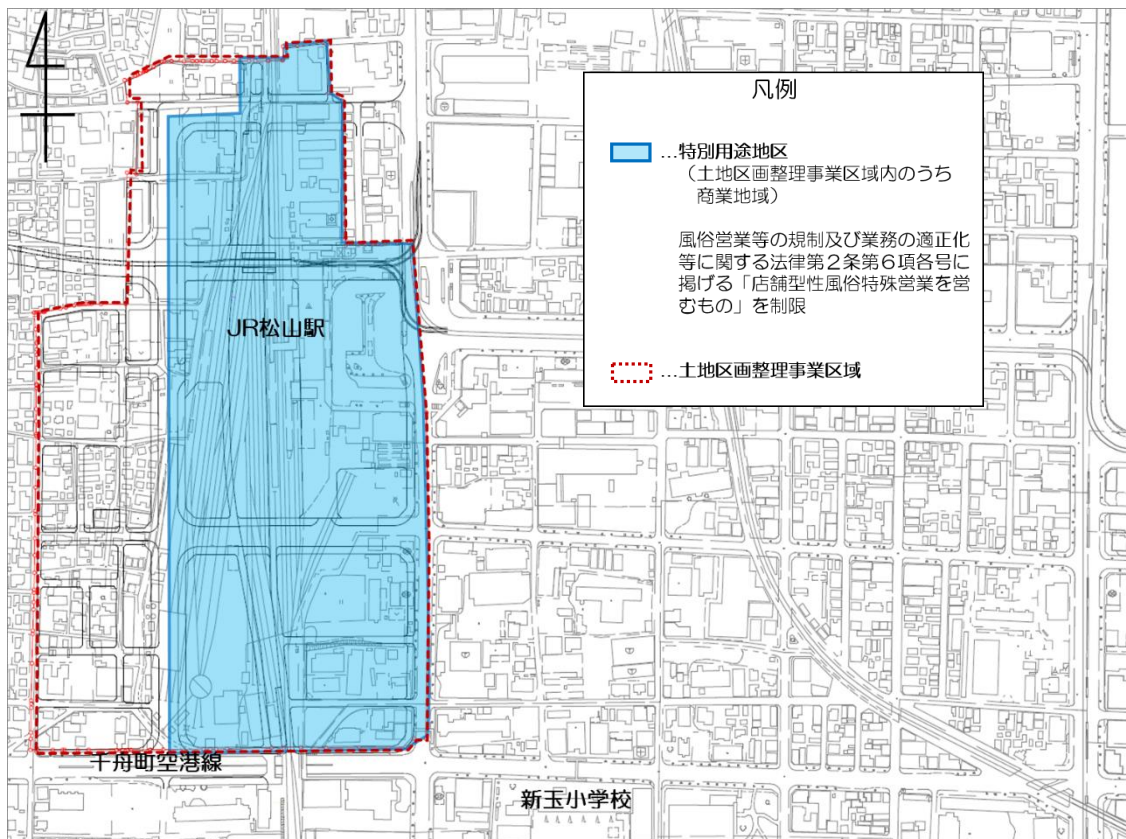 凡例
…特別用途地区
（土地区画整理事業区域内のうち
商業地域）
風俗営業等の規制及び業務の適正化
等に関する法律第２条第６項各号に
掲げる「店舗型性風俗特殊営業を営
むもの」を制限
…土地区画整理事業区域
JR松山駅
千舟町空港線
新玉小学校